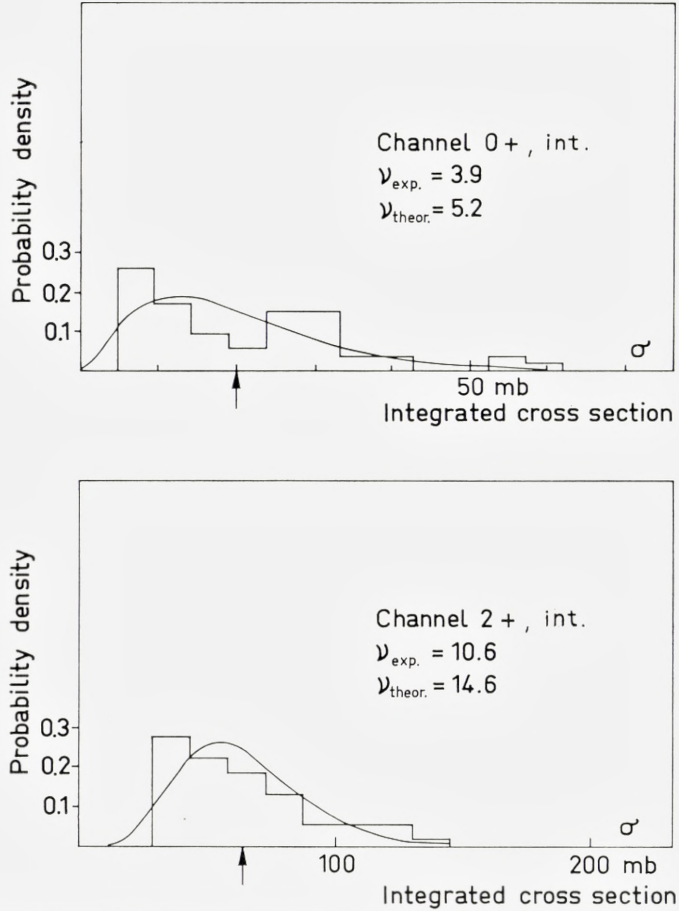 Probability density
Channel 0+, int.
νexp. = 3.9
νtheor. = 5.2
0.3
0.2
0.1
σ
50 mb
Integrated cross section
Probability density
Channel 2+, int.
νexp. = 10.6
νtheor. = 14.6
0.3
0.2
0.1
σ
100
200 mb
Integrated cross section